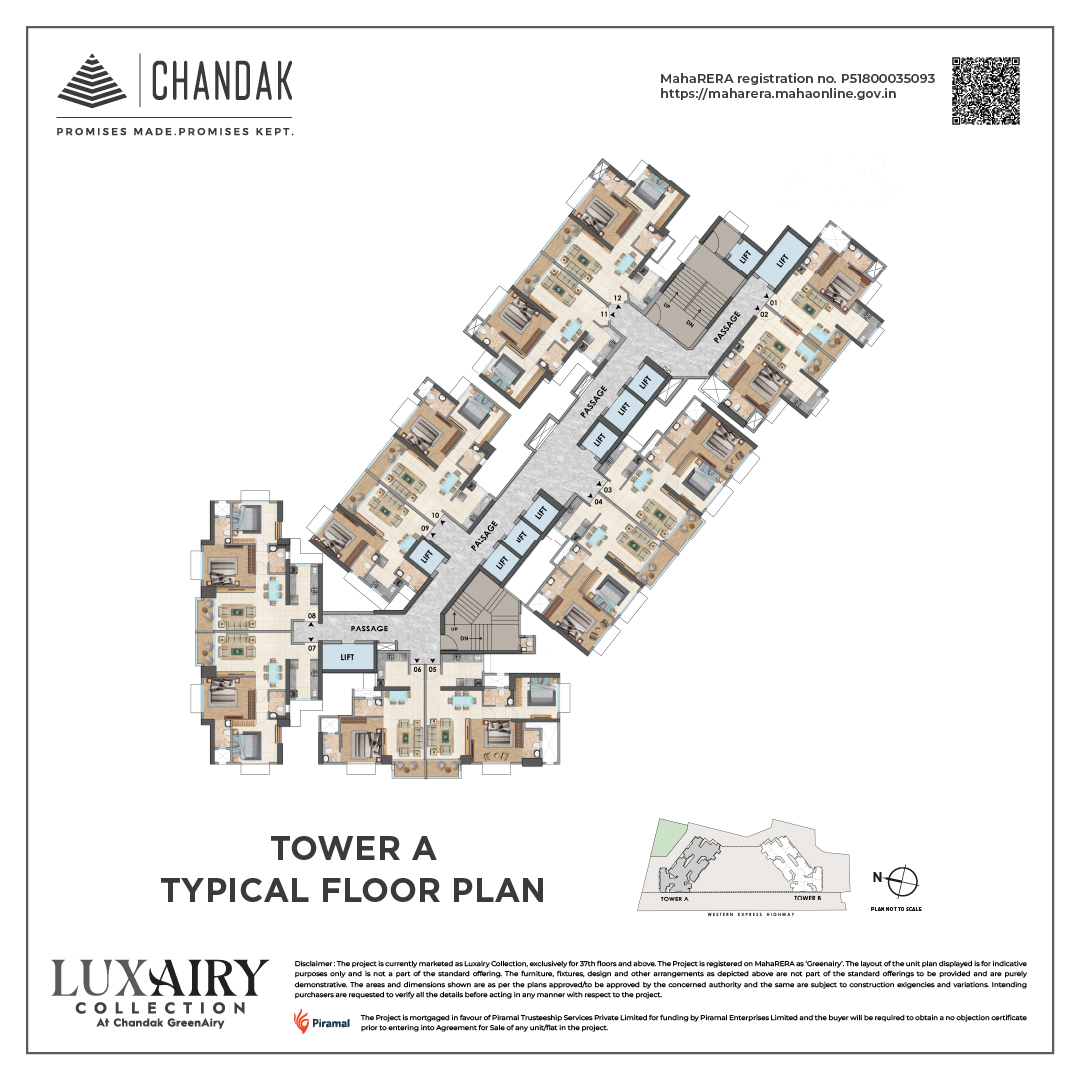 CHANDAK
PROMISES MADE.PROMISES KEPT.
MahaRERA registration no. P51800035093
https://maharera.mahaonline.gov.in
LIFT
LIFT
01
02
PASSAGE
12
11
UP
DN
LIFT
LIFT
LIFT
PASSAGE
03
04
10
09
PASSAGE
LIFT
LIFT
LIFT
LIFT
08
07
PASSAGE
LIFT
UP
DN
06 05
TOWER A
TYPICAL FLOOR PLAN
TOWER A
TOWER B
WESTERN EXPRESS HIGHWAY
N
PLAN NOT TO SCALE
LUXAIRY
COLLECTION
At Chandak GreenAiry
Disclaimer : The project is currently marketed as Luxairy Collection, exclusively for 37th floors and above. The Project is registered on MahaRERA as 'Greenairy'. The layout of the unit plan displayed is for indicative
purposes only and is not a part of the standard offering. The furniture, fixtures, design and other arrangements as depicted above are not part of the standard offerings to be provided and are purely
demonstrative. The areas and dimensions shown are as per the plans approved/to be approved by the concerned authority and the same are subject to construction exigencies and variations. Intending
purchasers are requested to verify all the details before acting in any manner with respect to the project.
Piramal
The Project is mortgaged in favour of Piramal Trusteeship Services Private Limited for funding by Piramal Enterprises Limited and the buyer will be required to obtain a no objection certificate
prior to entering into Agreement for Sale of any unit/flat in the project.